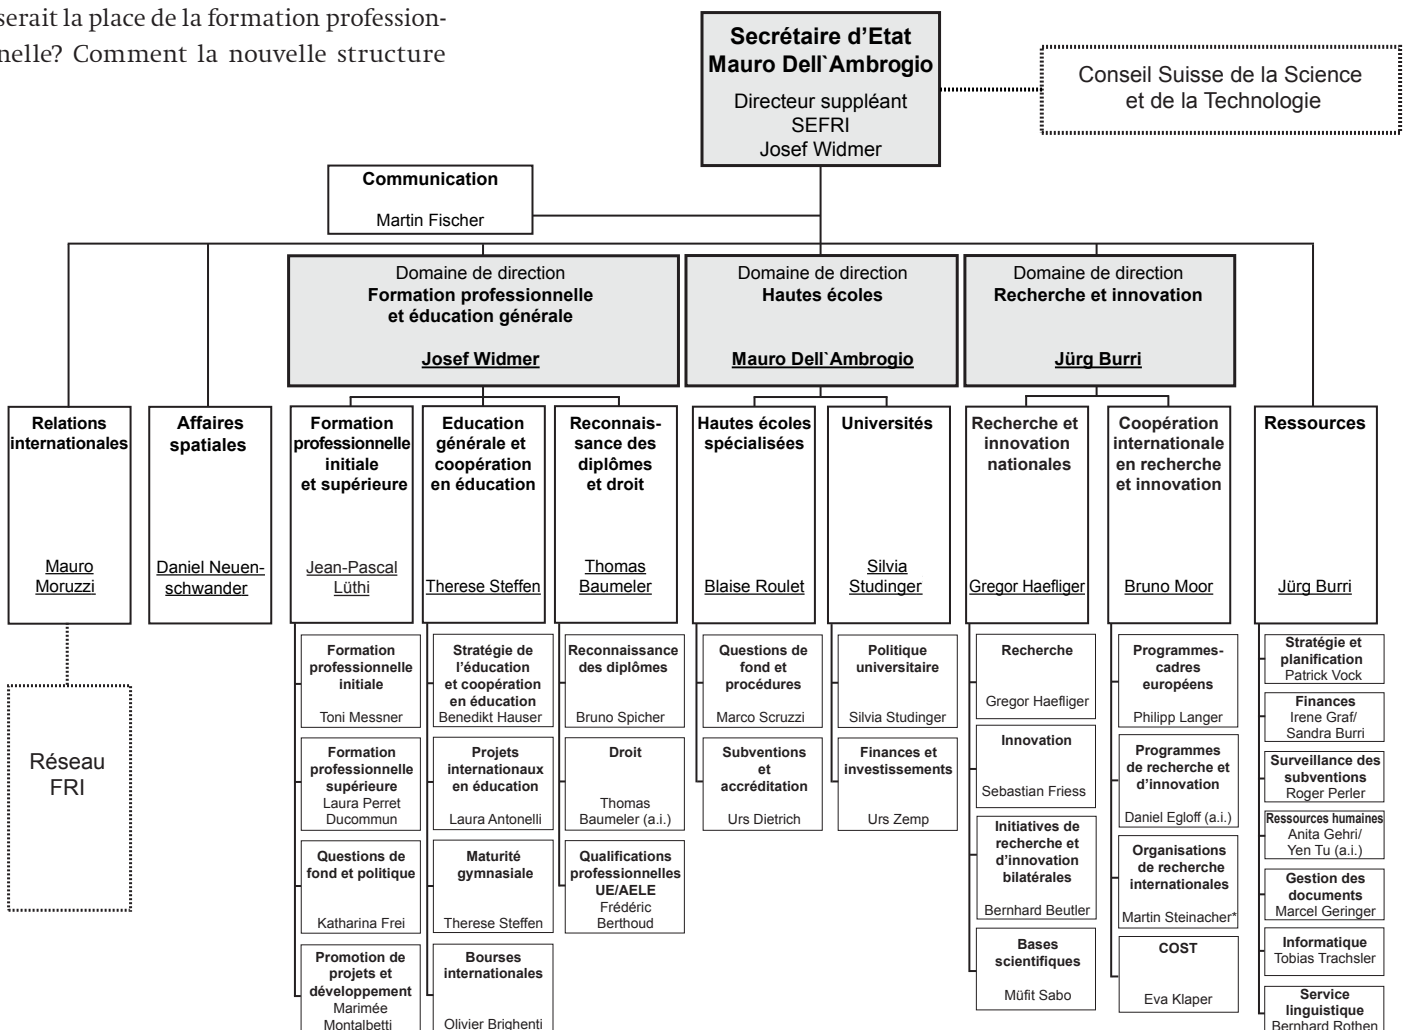 serait la place de la formation profession-
nelle? Comment la nouvelle structure
Secrétaire d'Etat
Mauro Dell`Ambrogio
Directeur suppléant
SEFRI
Josef Widmer
Conseil Suisse de la Science
et de la Technologie
Communication
Martin Fischer
Domaine de direction
Formation professionnelle
et éducation générale
Josef Widmer
Domaine de direction
Hautes écoles
Mauro Dell`Ambrogio
Domaine de direction
Recherche et innovation
Jürg Burri
Relations
internationales
Mauro
Moruzzi
Affaires
spatiales
Daniel Neuen-
schwander
Formation
professionnelle
initiale
et supérieure
Jean-Pascal
Lüthi
Education
générale et
coopération
en éducation
Therese Steffen
Reconnais-
sance des
diplômes
et droit
Thomas
Baumeler
Hautes écoles
spécialisées
Blaise Roulet
Universités
Silvia
Studinger
Recherche et
innovation
nationales
Gregor Haefliger
Coopération
internationale
en recherche
et innovation
Bruno Moor
Ressources
Jürg Burri
Réseau
FRI
Formation
professionnelle
initiale
Toni Messner
Formation
professionnelle
supérieure
Laura Perret
Ducommun
Questions de
fond et politique
Katharina Frei
Promotion de
projets et
développement
Marimée
Montalbetti
Stratégie de
l'éducation
et coopération
en éducation
Benedikt Hauser
Projets
internationaux
en éducation
Laura Antonelli
Maturité
gymnasiale
Therese Steffen
Bourses
internationales
Olivier Brighenti
Reconnaissance
des diplômes
Bruno Spicher
Droit
Thomas
Baumeler (a.i.)
Qualifications
professionnelles
UE/AELE
Frédéric
Berthoud
Questions de
fond et
procédures
Marco Scruzzi
Subventions
et
accréditation
Urs Dietrich
Politique
universitaire
Silvia Studinger
Finances et
investissements
Urs Zemp
Recherche
Gregor Haefliger
Innovation
Sebastian Friess
Initiatives de
recherche et
d'innovation
bilatérales
Bernhard Beutler
Bases
scientifiques
Müfit Sabo
Programmes-
cadres
européens
Philipp Langer
Programmes
de recherche et
d'innovation
Daniel Egloff (a.i.)
Organisations
de recherche
internationales
Martin Steinacher*
COST
Eva Klaper
Stratégie et
planification
Patrick Vock
Finances
Irene Graf/
Sandra Burri
Surveillance des
subventions
Roger Perler
Ressources humaines
Anita Gehri/
Yen Tu (a.i.)
Gestion des
documents
Marcel Geringer
Informatique
Tobias Trachsler
Service
linguistique
Bernhard Rothen